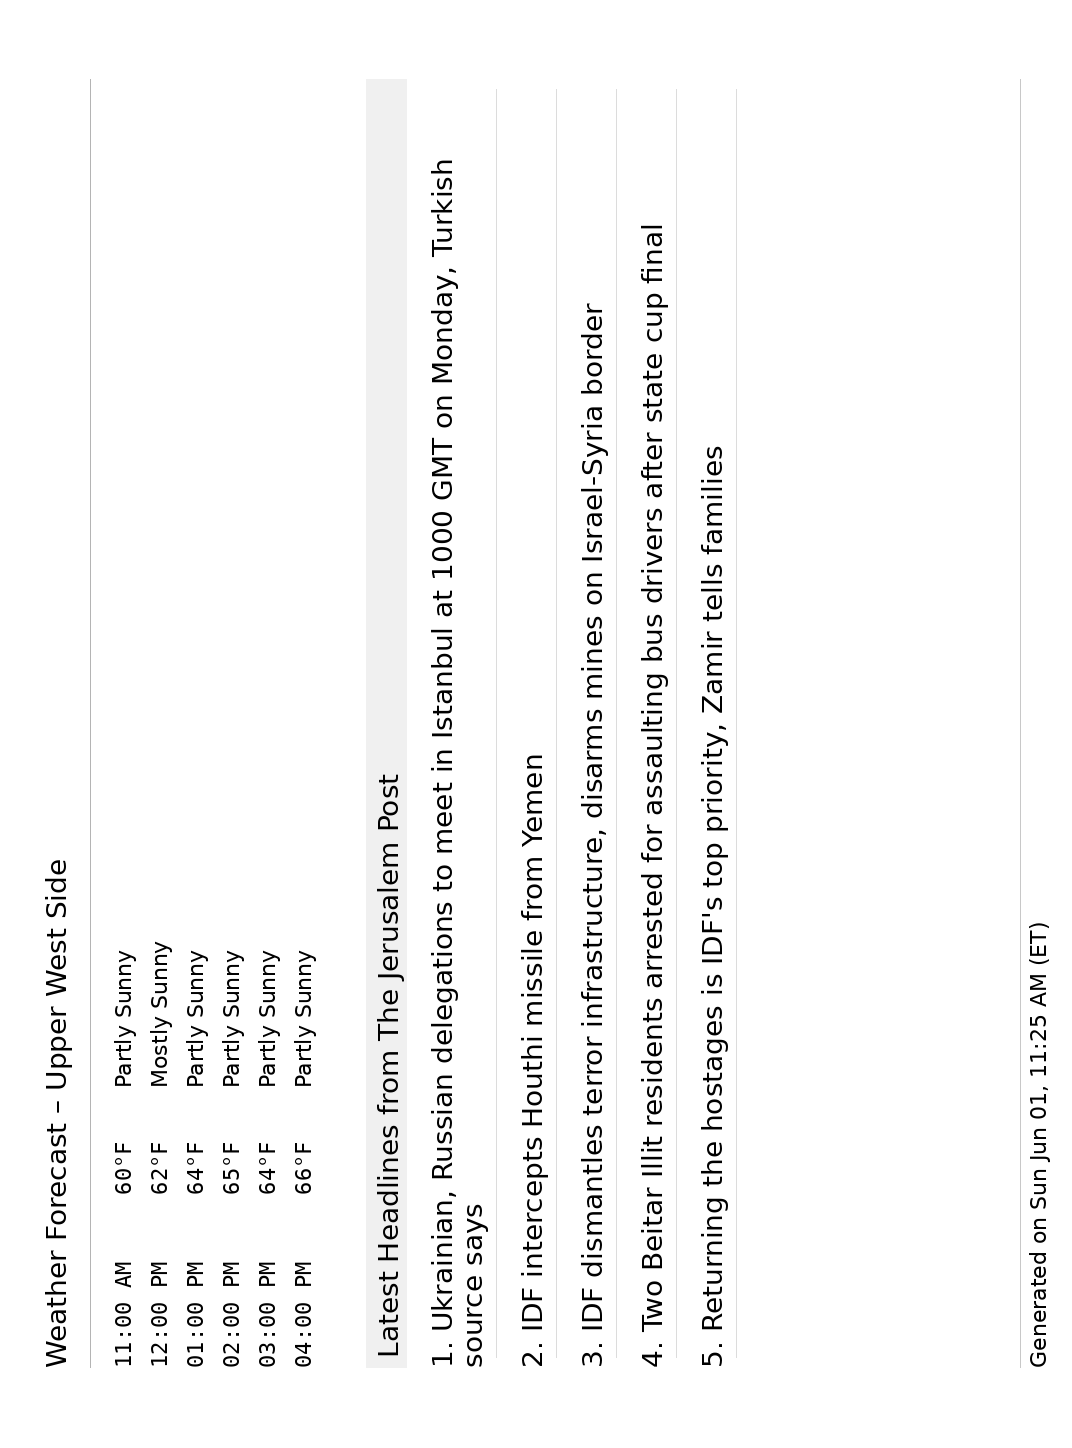 Weather Forecast – Upper West Side
11:00 AM 60°F Partly Sunny
12:00 PM 62°F Mostly Sunny
01:00 PM 64°F Partly Sunny
02:00 PM 65°F Partly Sunny
03:00 PM 64°F Partly Sunny
04:00 PM 66°F Partly Sunny
Latest Headlines from The Jerusalem Post
1. Ukrainian, Russian delegations to meet in Istanbul at 1000 GMT on Monday, Turkish
source says
2. IDF intercepts Houthi missile from Yemen
3. IDF dismantles terror infrastructure, disarms mines on Israel-Syria border
4. Two Beitar Illit residents arrested for assaulting bus drivers after state cup final
5. Returning the hostages is IDF's top priority, Zamir tells families
Generated on Sun Jun 01, 11:25 AM (ET)